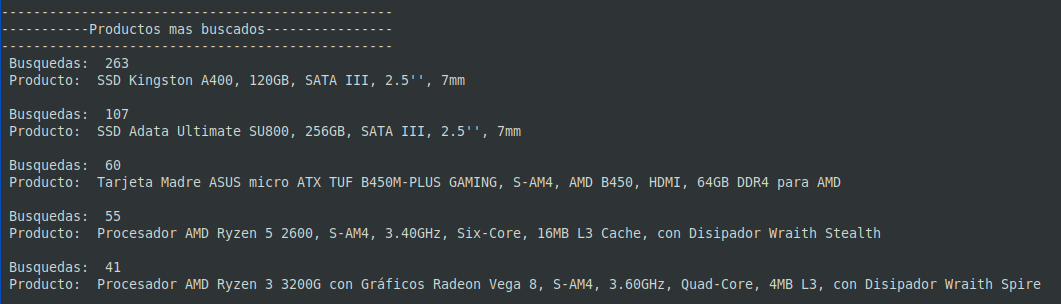 -------------------------------------------------
-----------Productos mas buscados----------------
-------------------------------------------------
Busquedas:  263
Producto:  SSD Kingston A400, 120GB, SATA III, 2.5'', 7mm
Busquedas:  107
Producto:  SSD Adata Ultimate SU800, 256GB, SATA III, 2.5'', 7mm
Busquedas:  60
Producto:  Tarjeta Madre ASUS micro ATX TUF B450M-PLUS GAMING, S-AM4, AMD B450, HDMI, 64GB DDR4 para AMD
Busquedas:  55
Producto:  Procesador AMD Ryzen 5 2600, S-AM4, 3.40GHz, Six-Core, 16MB L3 Cache, con Disipador Wraith Stealth
Busquedas:  41
Producto:  Procesador AMD Ryzen 3 3200G con Gráficos Radeon Vega 8, S-AM4, 3.60GHz, Quad-Core, 4MB L3, con Disipador Wraith Spire